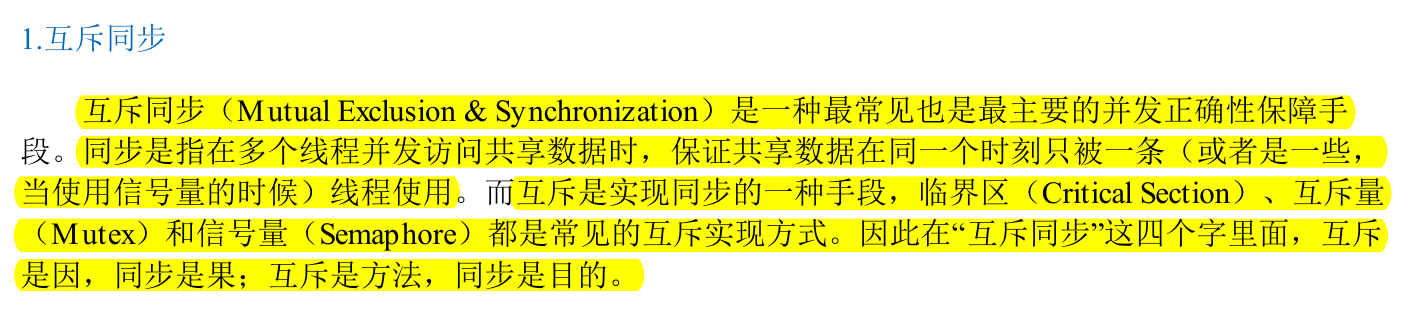 1.互斥同步
互斥同步（Mutual Exclusion & Synchronization）是一种最常见也是最主要的并发正确性保障手
段。同步是指在多个线程并发访问共享数据时，保证共享数据在同一个时刻只被一条（或者是一些，
当使用信号量的时候）线程使用。而互斥是实现同步的一种手段，临界区（Critical Section）、互斥量
（Mutex）和信号量（Semaphore）都是常见的互斥实现方式。因此在“互斥同步”这四个字里面，互斥
是因，同步是果；互斥是方法，同步是目的。